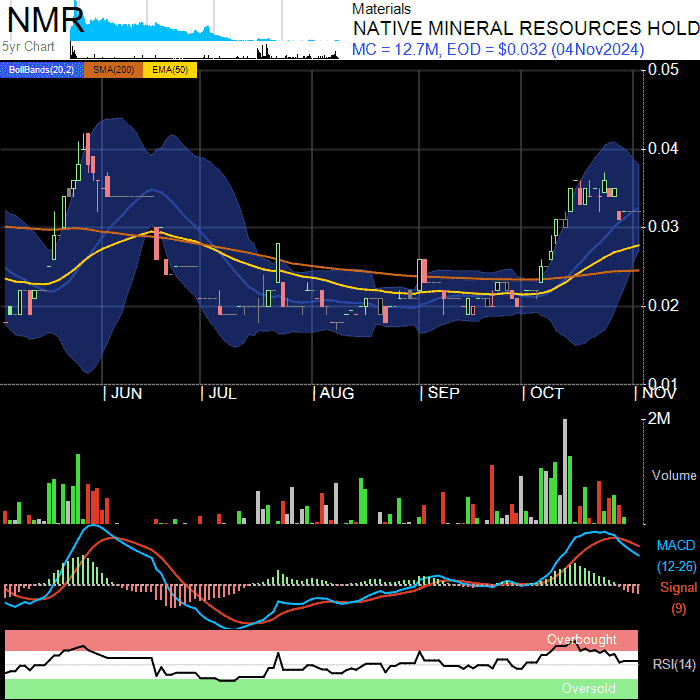 NMR
5yr Chart
Materials
NATIVE MINERAL RESOURCES HOLD
MC = 12.7M, EOD = $0.032 (04Nov2024)
BollBands(20,2) SMA(200) EMA(50)
0.05
0.04
0.03
0.02
0.01
JUN JUL AUG SEP OCT NOV
2M
Volume
MACD
(12-26)
Signal
(9)
Overbought
RSI(14)
Oversold